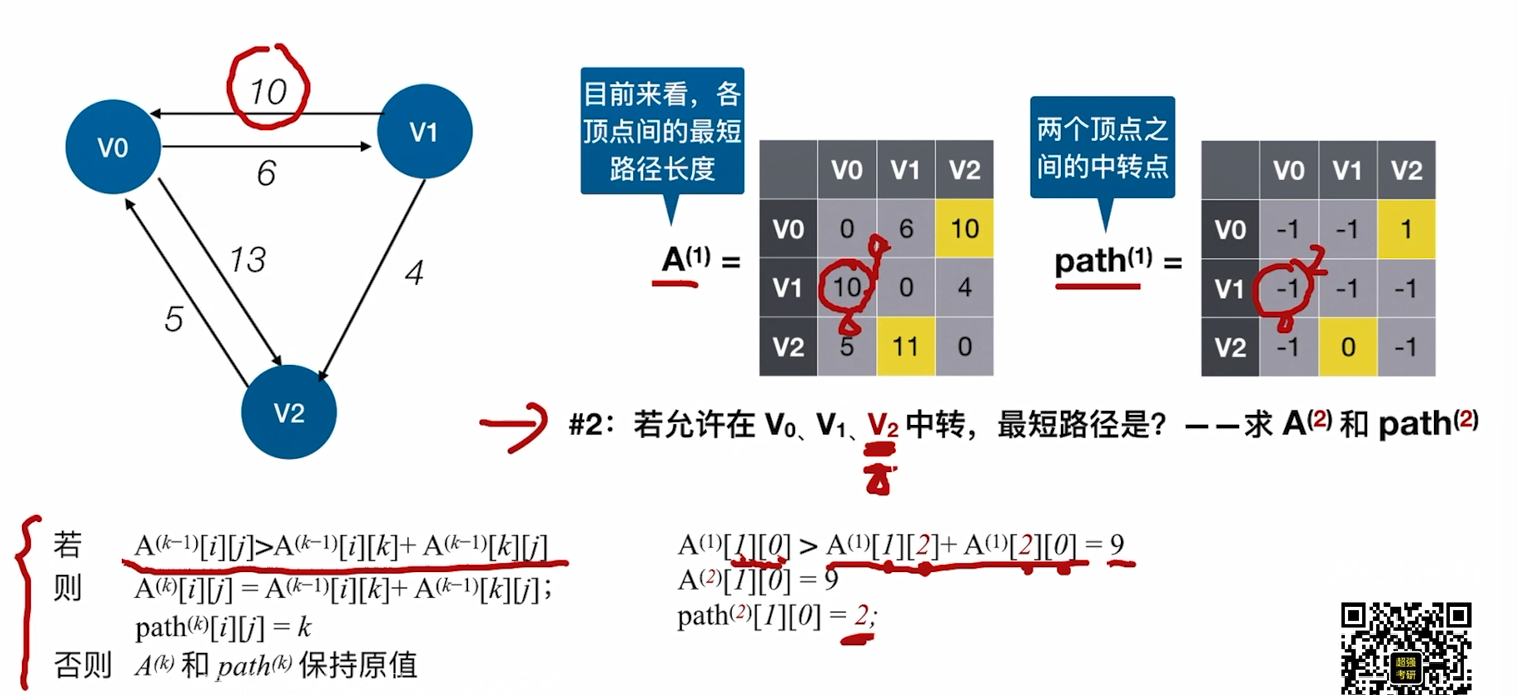 10
V0
V1
6
13
4
5
V2
目前来看，各
顶点间的最短
路径长度
A(1) =
V0 V1 V2
V0 0 6 10
V1 10 0 4
V2 5 11 0
两个顶点之
间的中转点
path(1) =
V0 V1 V2
V0 -1 -1 1
V1 -1 -1 -1
V2 -1 0 -1
#2：若允许在 V0、V1、V2 中转，最短路径是？——求 A(2) 和 path(2)
若 A(k−1)[i][j]>A(k−1)[i][k]+ A(k−1)[k][j]
则 A(k)[i][j] = A(k−1)[i][k]+ A(k−1)[k][j];
path(k)[i][j] = k
否则 A(k) 和 path(k) 保持原值
A(1)[1][0] > A(1)[1][2]+ A(1)[2][0] = 9
A(2)[1][0] = 9
path(2)[1][0] = 2;
超强
考研